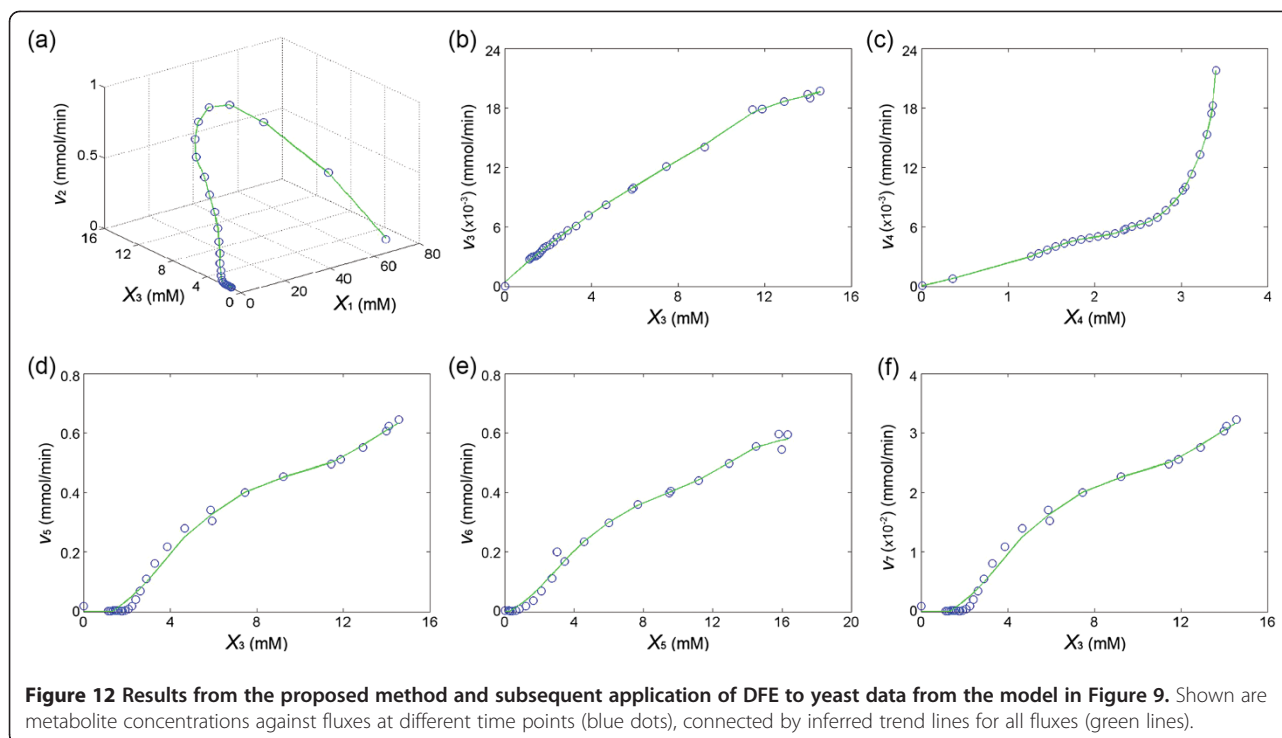 (a)
1
0.5
0
v2 (mmol/min)
16
12
8
4
0
X3 (mM)
0
20
40
60
80
X1 (mM)
(b)
24
18
12
6
0
v3 (x10-3) (mmol/min)
0 4 8 12 16
X3 (mM)
(c)
24
18
12
6
0
v4 (x10-3) (mmol/min)
0 1 2 3 4
X4 (mM)
(d)
0.8
0.6
0.4
0.2
0
v5 (mmol/min)
0 4 8 12 16
X3 (mM)
(e)
0.8
0.6
0.4
0.2
0
v6 (mmol/min)
0 4 8 12 16 20
X5 (mM)
(f)
4
3
2
1
0
v7 (x10-2) (mmol/min)
0 4 8 12 16
X3 (mM)
Figure 12 Results from the proposed method and subsequent application of DFE to yeast data from the model in Figure 9. Shown are
metabolite concentrations against fluxes at different time points (blue dots), connected by inferred trend lines for all fluxes (green lines).